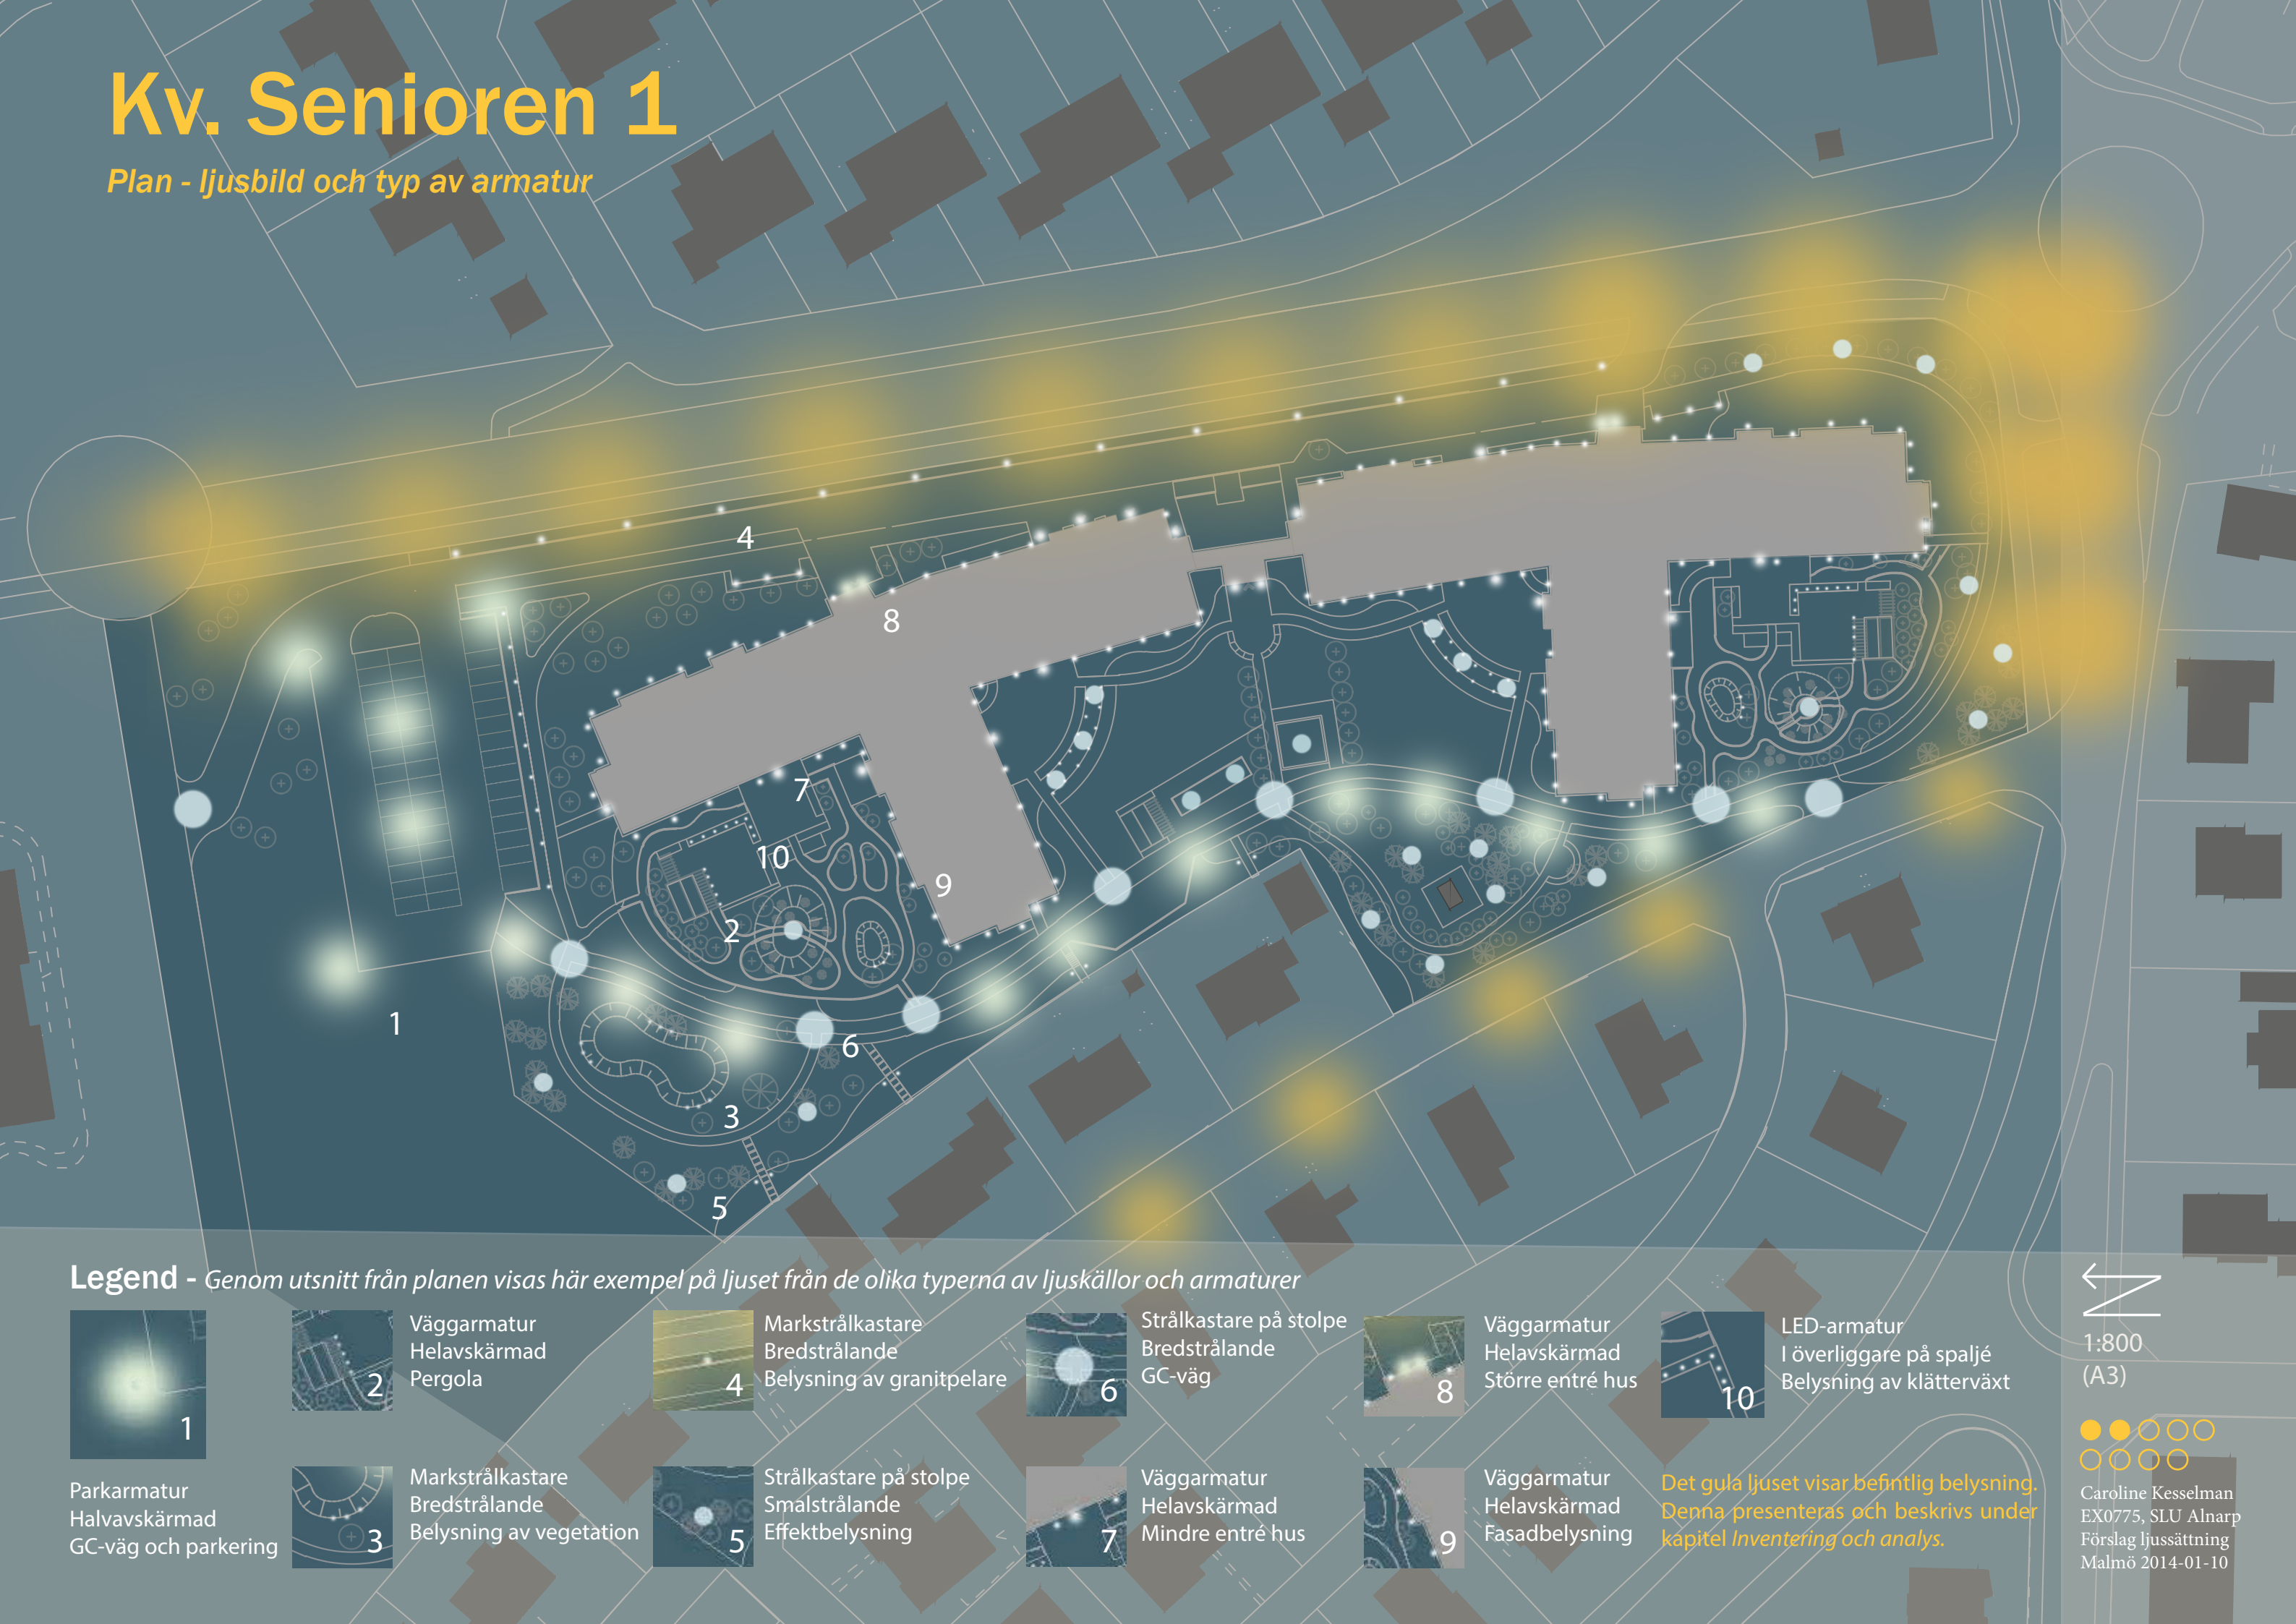 Kv. Senioren 1
Plan - ljusbild och typ av armatur
4
8
7
10
9
2
1
6
3
5
Legend - Genom utsnitt från planen visas här exempel på ljuset från de olika typerna av ljuskällor och armaturer
1
Parkarmatur
Halvavskärmad
GC-väg och parkering
2
Väggarmatur
Helavskärmad
Pergola
3
Markstrålkastare
Bredstrålande
Belysning av vegetation
4
Markstrålkastare
Bredstrålande
Belysning av granitpelare
5
Strålkastare på stolpe
Smalstrålande
Effektbelysning
6
Strålkastare på stolpe
Bredstrålande
GC-väg
7
Väggarmatur
Helavskärmad
Mindre entré hus
8
Väggarmatur
Helavskärmad
Större entré hus
9
Väggarmatur
Helavskärmad
Fasadbelysning
10
LED-armatur
I överliggare på spaljé
Belysning av klätterväxt
Det gula ljuset visar befintlig belysning.
Denna presenteras och beskrivs under
kapitel Inventering och analys.
1:800
(A3)
Caroline Kesselman
EX0775, SLU Alnarp
Förslag ljussättning
Malmö 2014-01-10